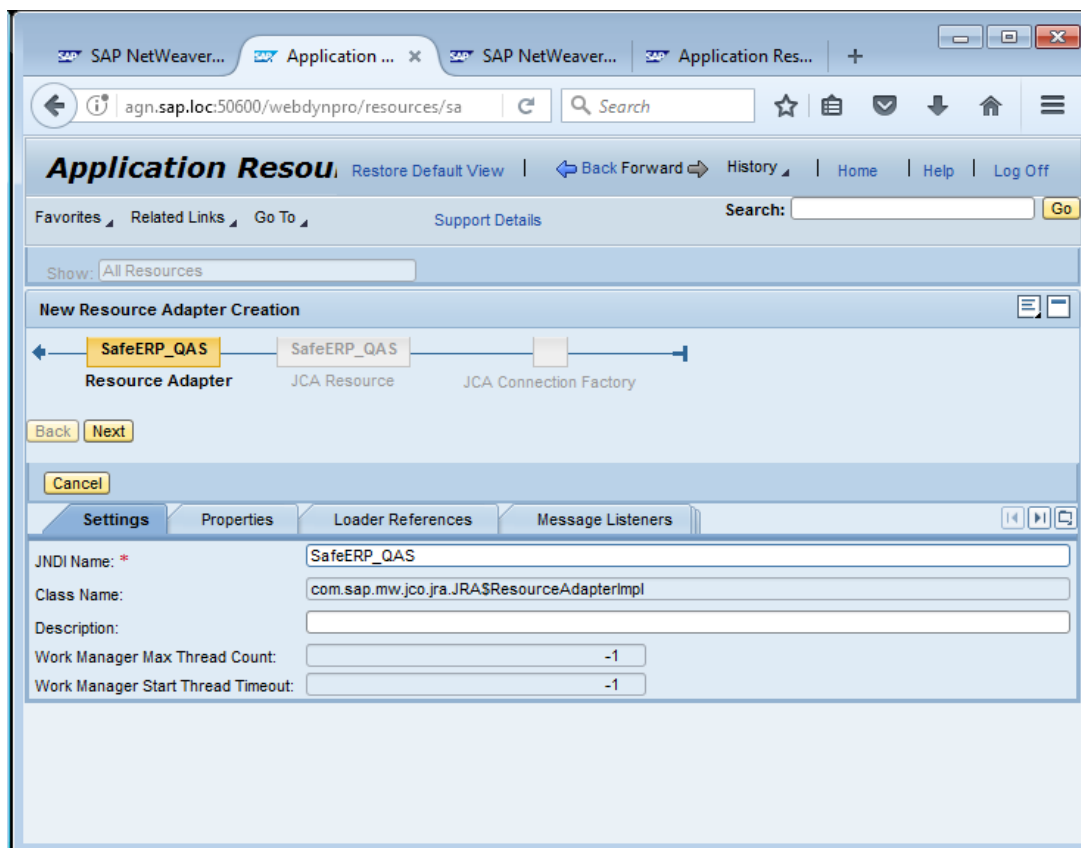 SAP NetWeaver...
Application ...
SAP NetWeaver...
Application Res...
agn.sap.loc:50600/webdynpro/resources/sa
Search
Application Resou
Restore Default View
Back
Forward
History
Home
Help
Log Off
Favorites
Related Links
Go To
Support Details
Search:
Go
Show:
All Resources
New Resource Adapter Creation
SafeERP_QAS
SafeERP_QAS
Resource Adapter
JCA Resource
JCA Connection Factory
Back
Next
Cancel
Settings
Properties
Loader References
Message Listeners
JNDI Name: *
SafeERP_QAS
Class Name:
com.sap.mw.jco.jra.JRA$ResourceAdapterImpl
Description:
Work Manager Max Thread Count:
-1
Work Manager Start Thread Timeout:
-1